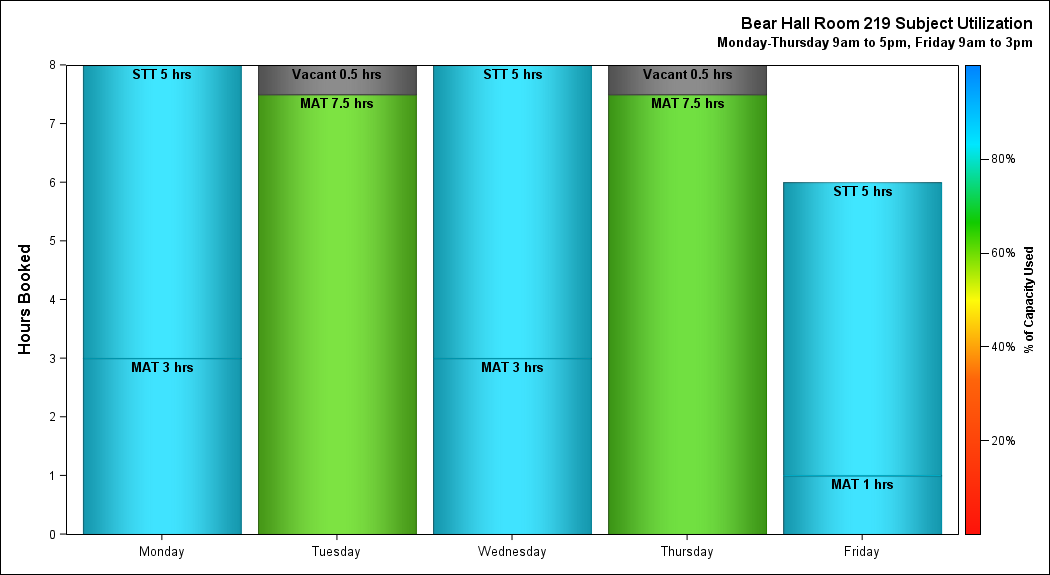 Bear Hall Room 219 Subject Utilization
Monday-Thursday 9am to 5pm, Friday 9am to 3pm
Hours Booked
8
7
6
5
4
3
2
1
0
STT 5 hrs
MAT 3 hrs
Vacant 0.5 hrs
MAT 7.5 hrs
STT 5 hrs
MAT 3 hrs
Vacant 0.5 hrs
MAT 7.5 hrs
STT 5 hrs
MAT 1 hrs
Monday
Tuesday
Wednesday
Thursday
Friday
80%
60%
40%
20%
% of Capacity Used